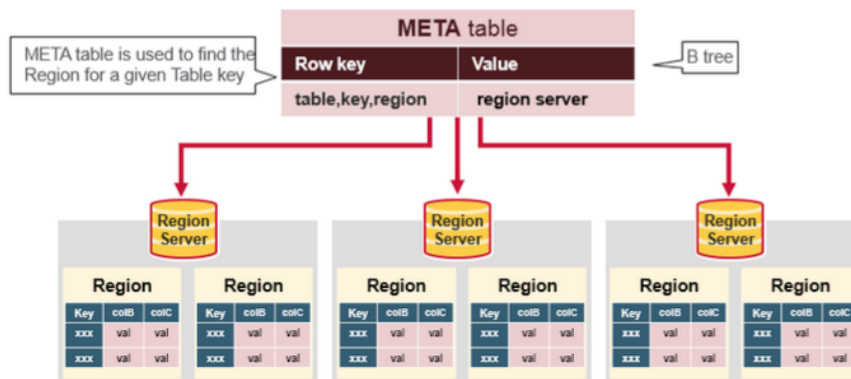 META table
META table is used to find the
Region for a given Table key
Row key Value
B tree
table,key,region region server
Region
Server
Region
Server
Region
Server
Region Region Region Region Region Region
Key colB colC Key colB colC Key colB colC Key colB colC Key colB colC Key colB colC
xxx val val xxx val val xxx val val xxx val val xxx val val xxx val val
xxx val val xxx val val xxx val val xxx val val xxx val val xxx val val